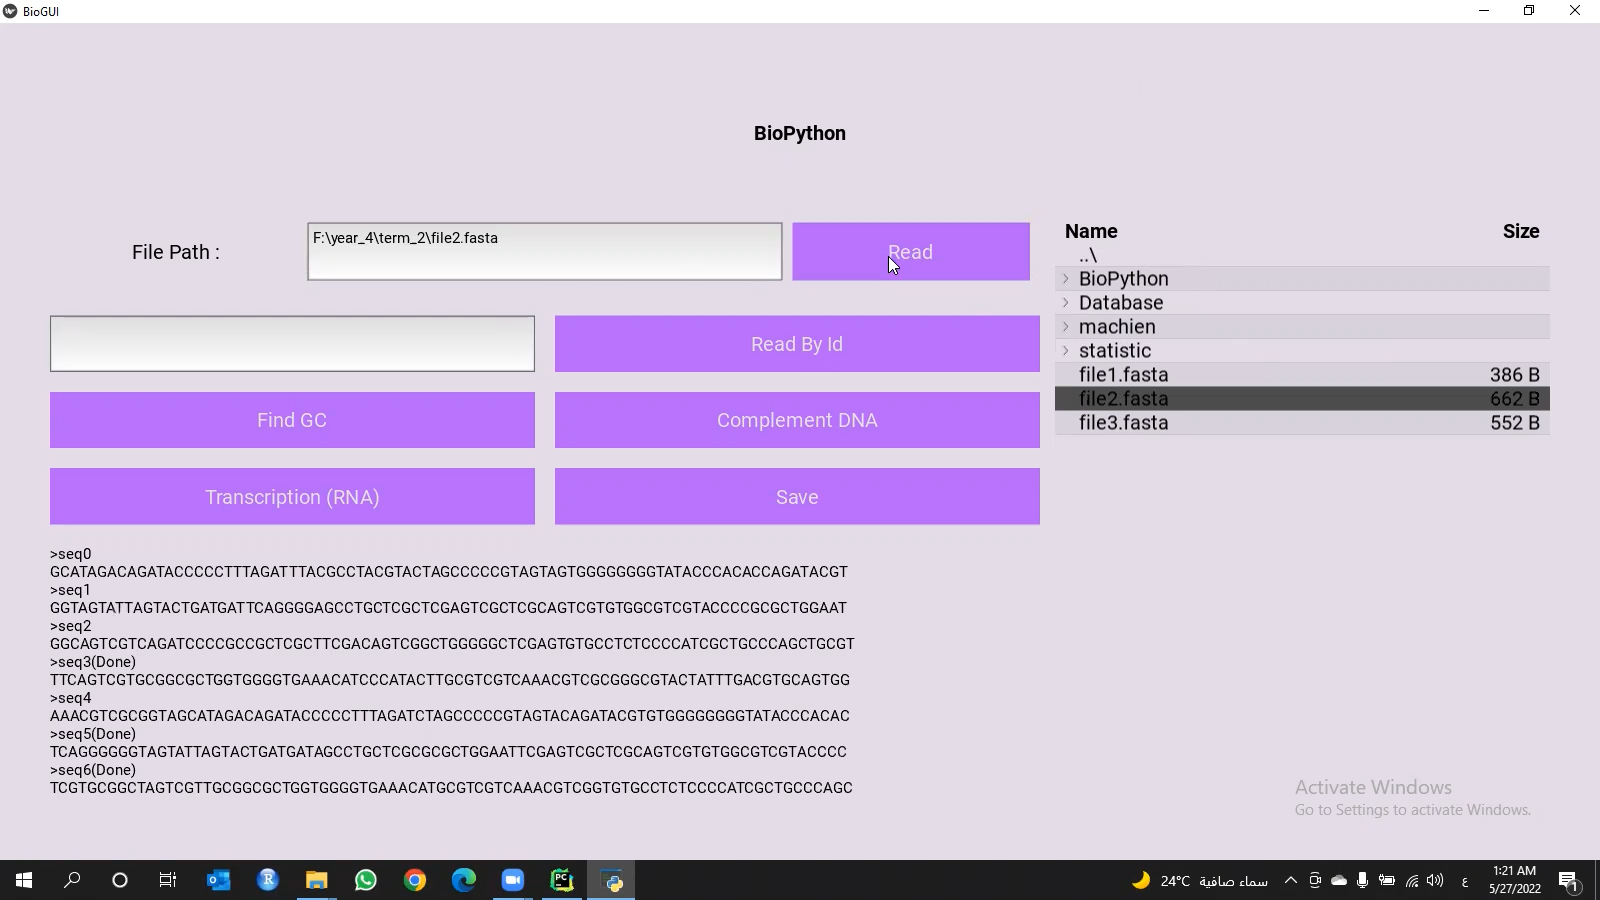 BioGUI
BioPython
File Path :
F:\year_4\term_2\file2.fasta
Read
Read By Id
Find GC
Complement DNA
Transcription (RNA)
Save
Name Size
..\
BioPython
Database
machien
statistic
file1.fasta 386 B
file2.fasta 662 B
file3.fasta 552 B
>seq0
GCATAGACAGATACCCCCTTTAGATTTACGCCTACGTACTAGCCCCCGTAGTAGTGGGGGGGGTATACCCACACCAGATACGT
>seq1
GGTAGTATTAGTACTGATGATTCAGGGGAGCCTGCTCGCTCGAGTCGCTCGCAGTCGTGTGGCGTCGTACCCCGCGCTGGAAT
>seq2
GGCAGTCGTCAGATCCCCGCCGCTCGCTTCGACAGTCGGCTGGGGGCTCGAGTGTGCCTCTCCCCATCGCTGCCCAGCTGCGT
>seq3(Done)
TTCAGTCGTGCGGCGCTGGTGGGGTGAAACATCCCATACTTGCGTCGTCAAACGTCGCGGGCGTACTATTTGACGTGCAGTGG
>seq4
AAACGTCGCGGTAGCATAGACAGATACCCCCTTTAGATCTAGCCCCCGTAGTACAGATACGTGTGGGGGGGGTATACCCACAC
>seq5(Done)
TCAGGGGGGTAGTATTAGTACTGATGATAGCCTGCTCGCGCGCTGGAATTCGAGTCGCTCGCAGTCGTGTGGCGTCGTACCCC
>seq6(Done)
TCGTGCGGCTAGTCGTTGCGGCGCTGGTGGGGTGAAACATGCGTCGTCAAACGTCGGTGTGCCTCTCCCCATCGCTGCCCAGC
Activate Windows
Go to Settings to activate Windows.
24°C سماء صافية
ع
1:21 AM
5/27/2022
1